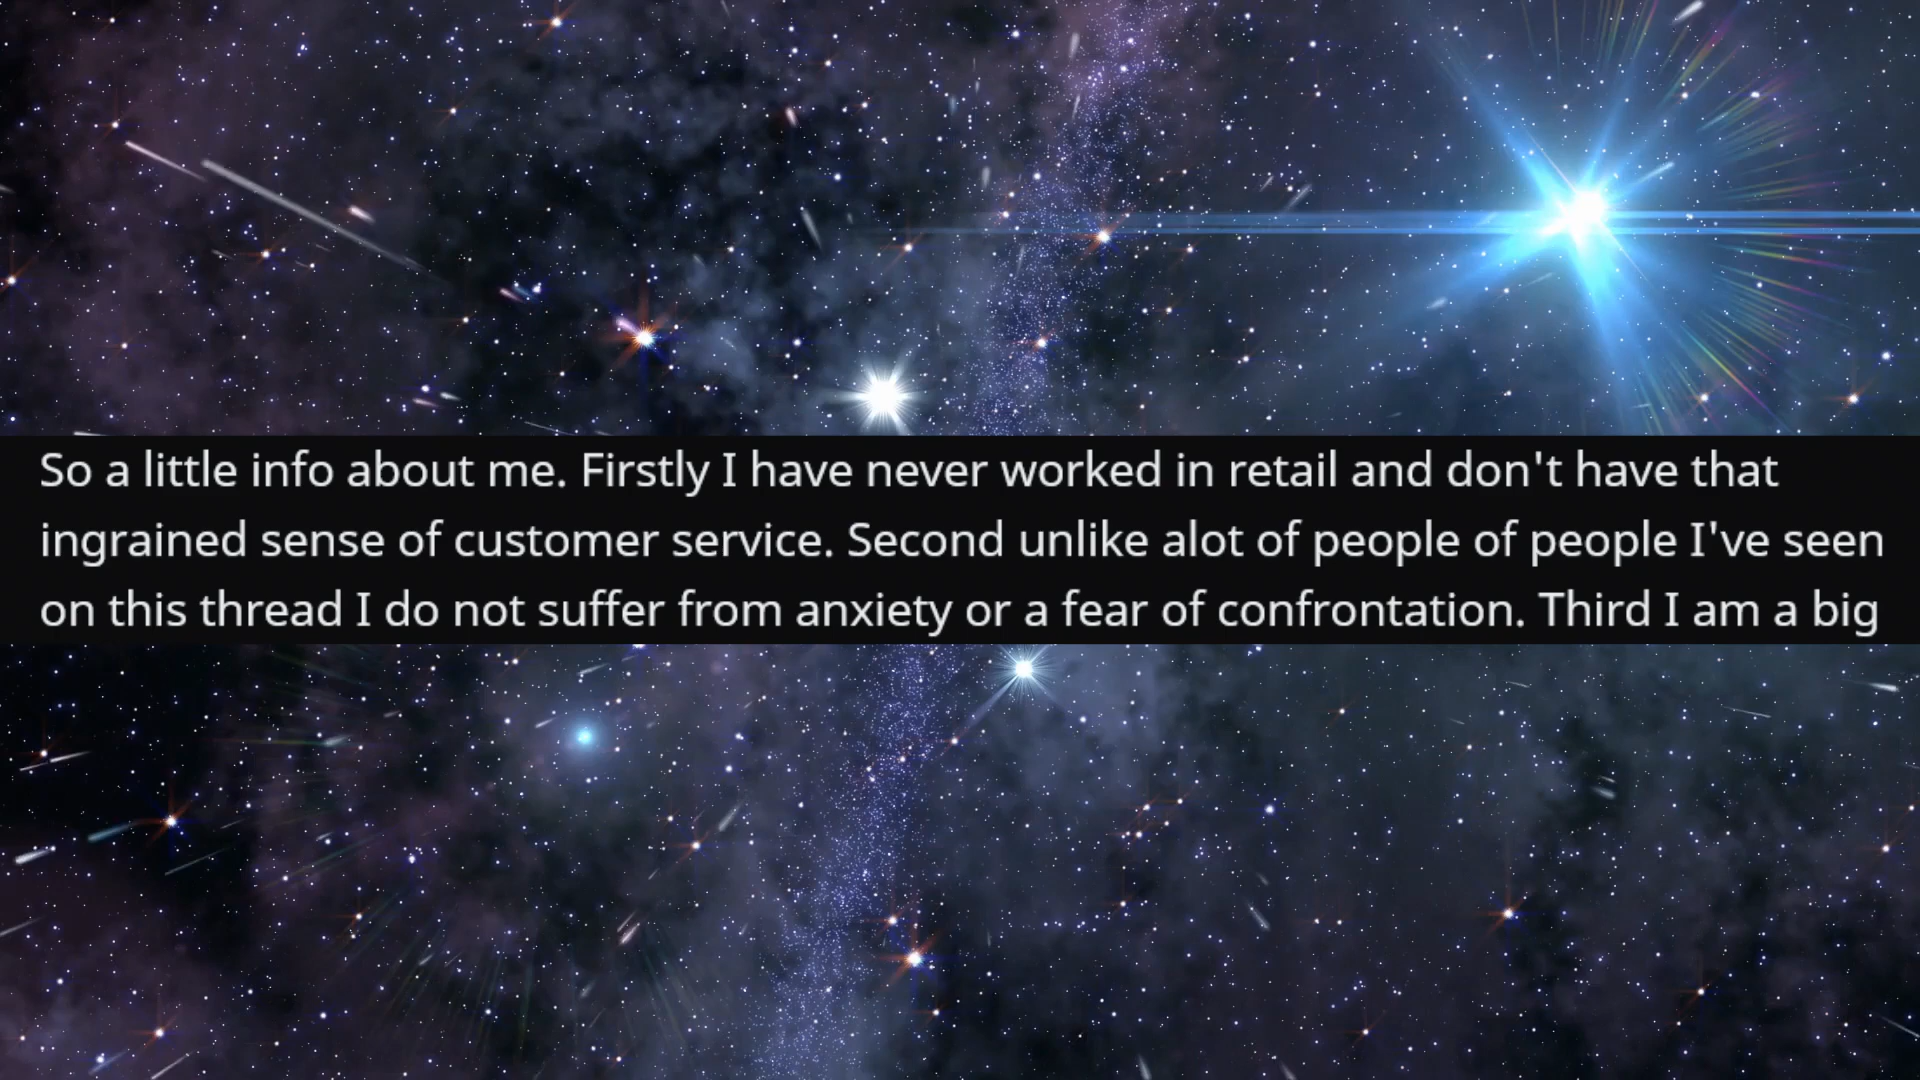 So a little info about me. Firstly I have never worked in retail and don't have that
ingrained sense of customer service. Second unlike alot of people of people I've seen
on this thread I do not suffer from anxiety or a fear of confrontation. Third I am a big